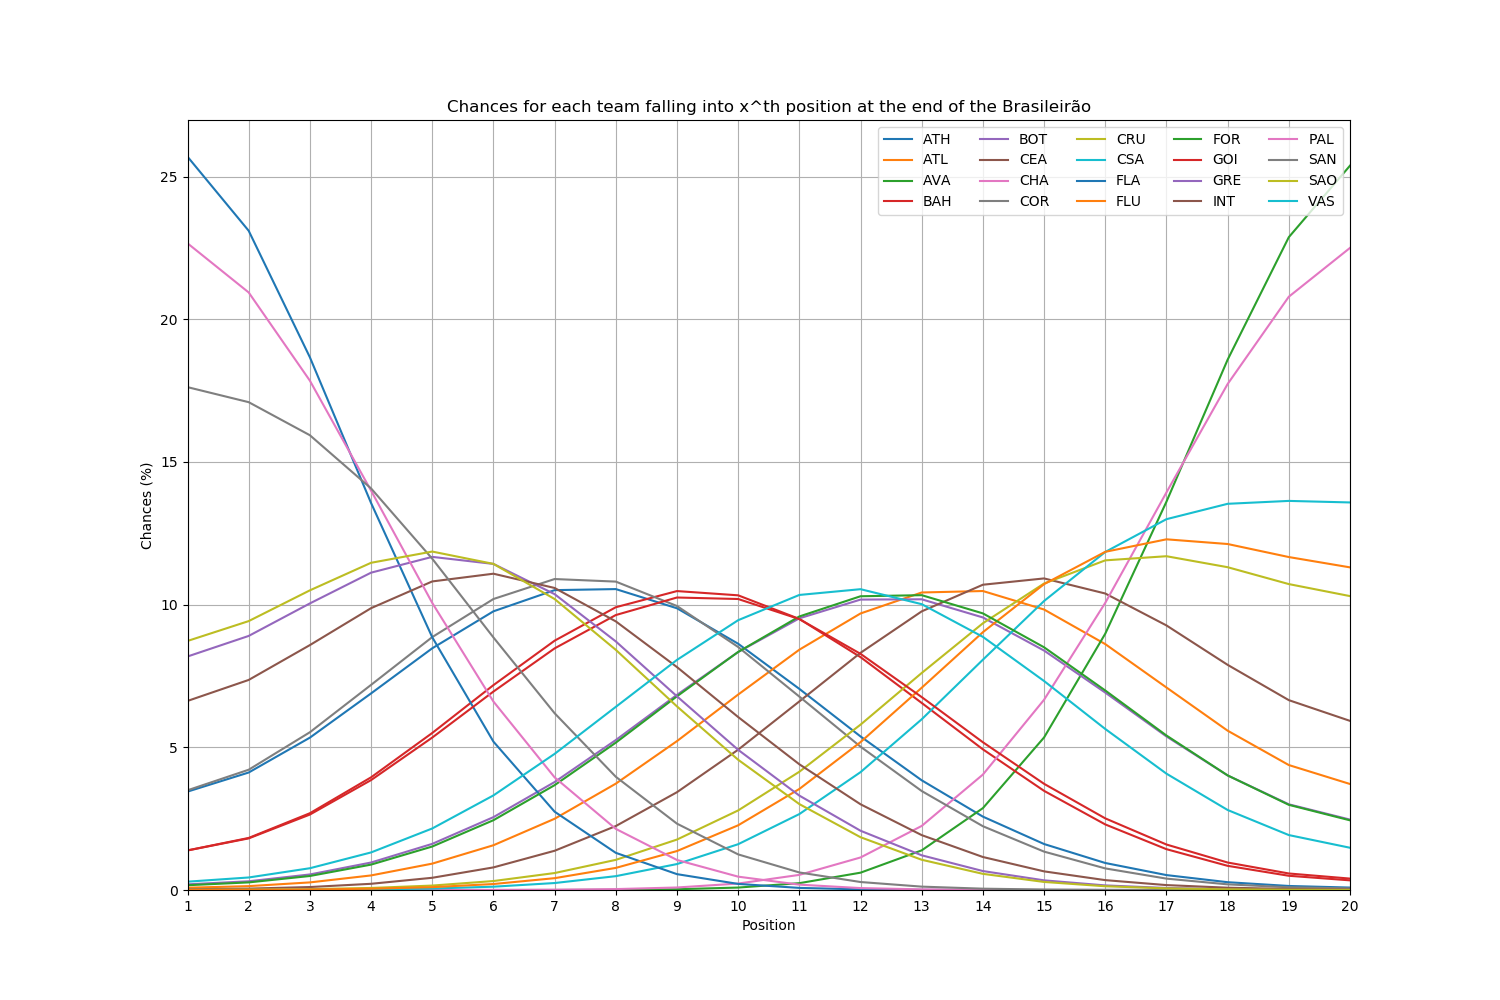 Chances for each team falling into x^th position at the end of the Brasileirão
ATH BOT CRU FOR PAL
ATL CEA CSA GOI SAN
AVA CHA FLA GRE SAO
BAH COR FLU INT VAS
25
20
15
10
5
0
Chances (%)
1 2 3 4 5 6 7 8 9 10 11 12 13 14 15 16 17 18 19 20
Position